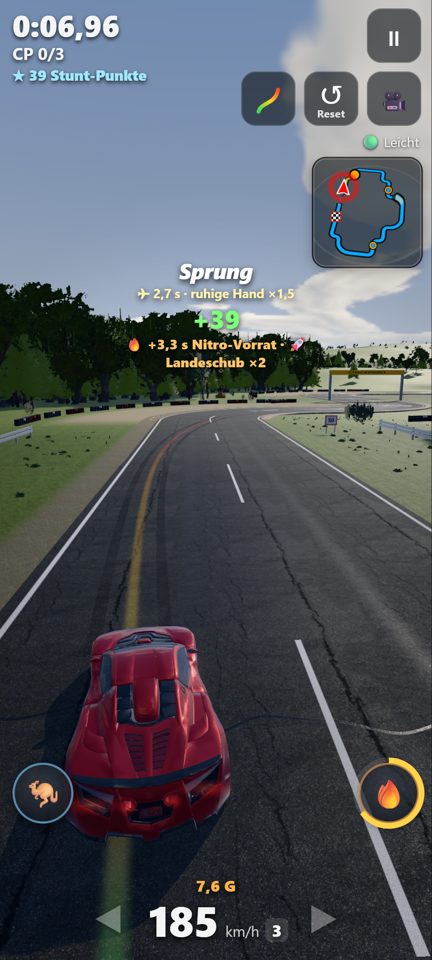 0:06,96
CP 0/3
★ 39 Stunt-Punkte
Reset
Leicht
Sprung
✈ 2,7 s · ruhige Hand ×1,5
+39
🔥 +3,3 s Nitro-Vorrat · 🚀
Landeschub ×2
7,6 G
185 km/h 3